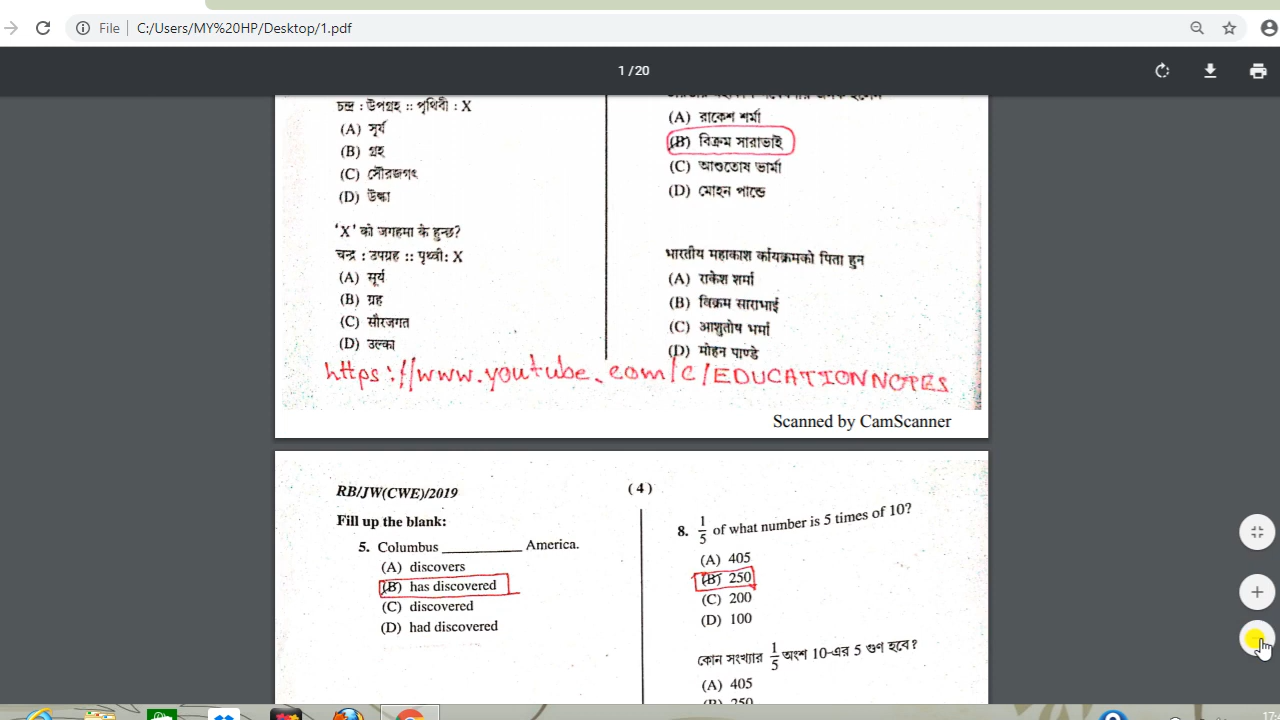 File
C:/Users/MY%20HP/Desktop/1.pdf
1 / 20
চন্দ্র : উপগ্রহ :: পৃথিবী : X
(A) সূর্য
(B) গ্রহ
(C) সৌরজগৎ
(D) উল্কা
'X' को जगहमा के हुन्छ?
चन्द्र : उपग्रह :: पृथ्वी: X
(A) सूर्य
(B) ग्रह
(C) सौरजगत
(D) उल्का
(A) রাকেশ শর্মা
(B) বিক্রম সারাভাই
(C) আশুতোষ ভার্মা
(D) মোহন পান্ডে
भारतीय महाकाश कार्यक्रमको पिता हुन
(A) राकेश शर्मा
(B) विक्रम साराभाई
(C) आशुतोष भर्मा
(D) मोहन पाण्डे
https://www.youtube.com/c/EDUCATIONNOTES
Scanned by CamScanner
RB/JW(CWE)/2019
( 4 )
Fill up the blank:
5. Columbus __________ America.
(A) discovers
(B) has discovered
(C) discovered
(D) had discovered
8. 1/5 of what number is 5 times of 10?
(A) 405
(B) 250
(C) 200
(D) 100
কোন সংখ্যার 1/5 অংশ 10-এর 5 গুণ হবে?
(A) 405
(B) 250